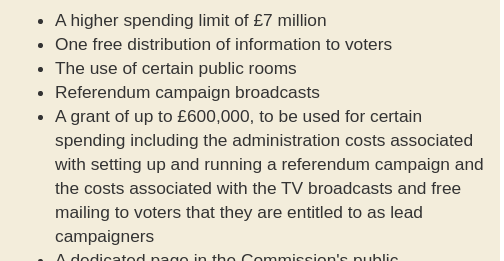 • A higher spending limit of £7 million
• One free distribution of information to voters
• The use of certain public rooms
• Referendum campaign broadcasts
• A grant of up to £600,000, to be used for certain
spending including the administration costs associated
with setting up and running a referendum campaign and
the costs associated with the TV broadcasts and free
mailing to voters that they are entitled to as lead
campaigners
• A dedicated page in the Commission's public